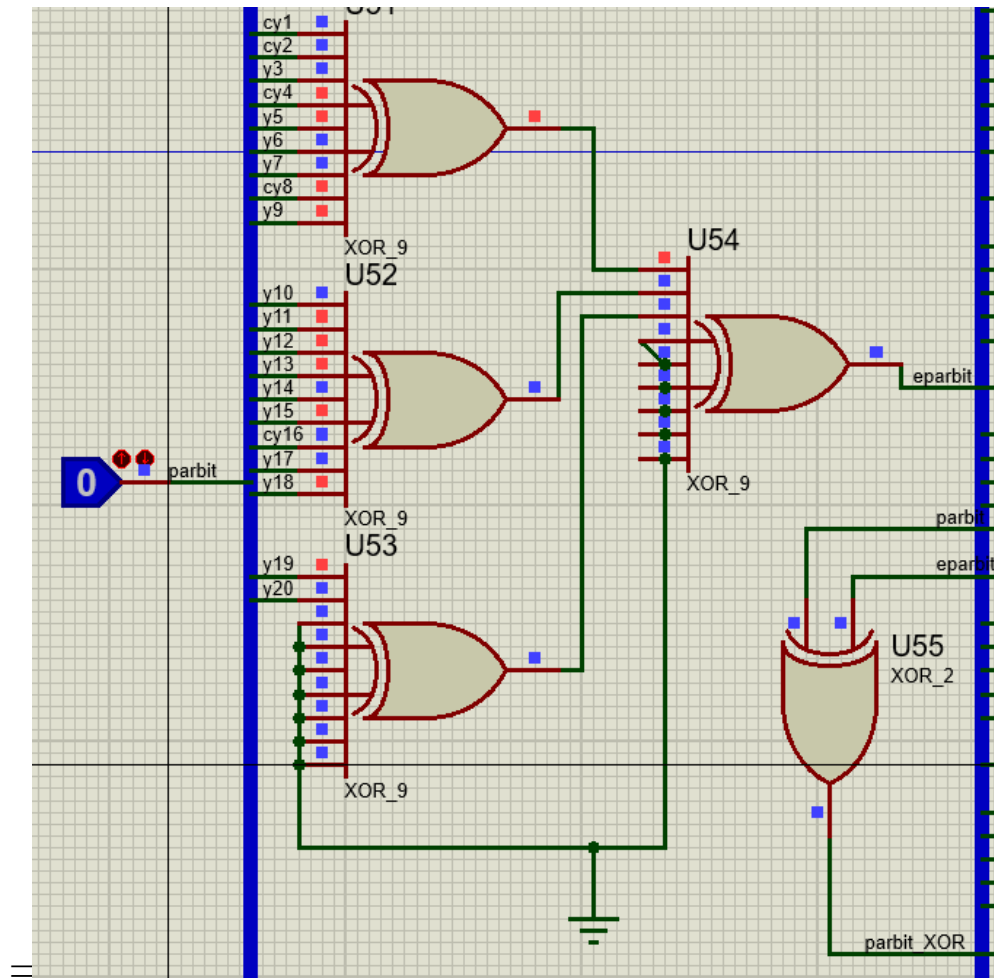 cy1
cy2
y3
cy4
y5
y6
y7
cy8
y9
XOR_9
U52
y10
y11
y12
y13
y14
y15
cy16
y17
y18
XOR_9
U53
y19
y20
XOR_9
0
parbit
U54
XOR_9
eparbit
parbit
eparbit
U55
XOR_2
parbit_XOR